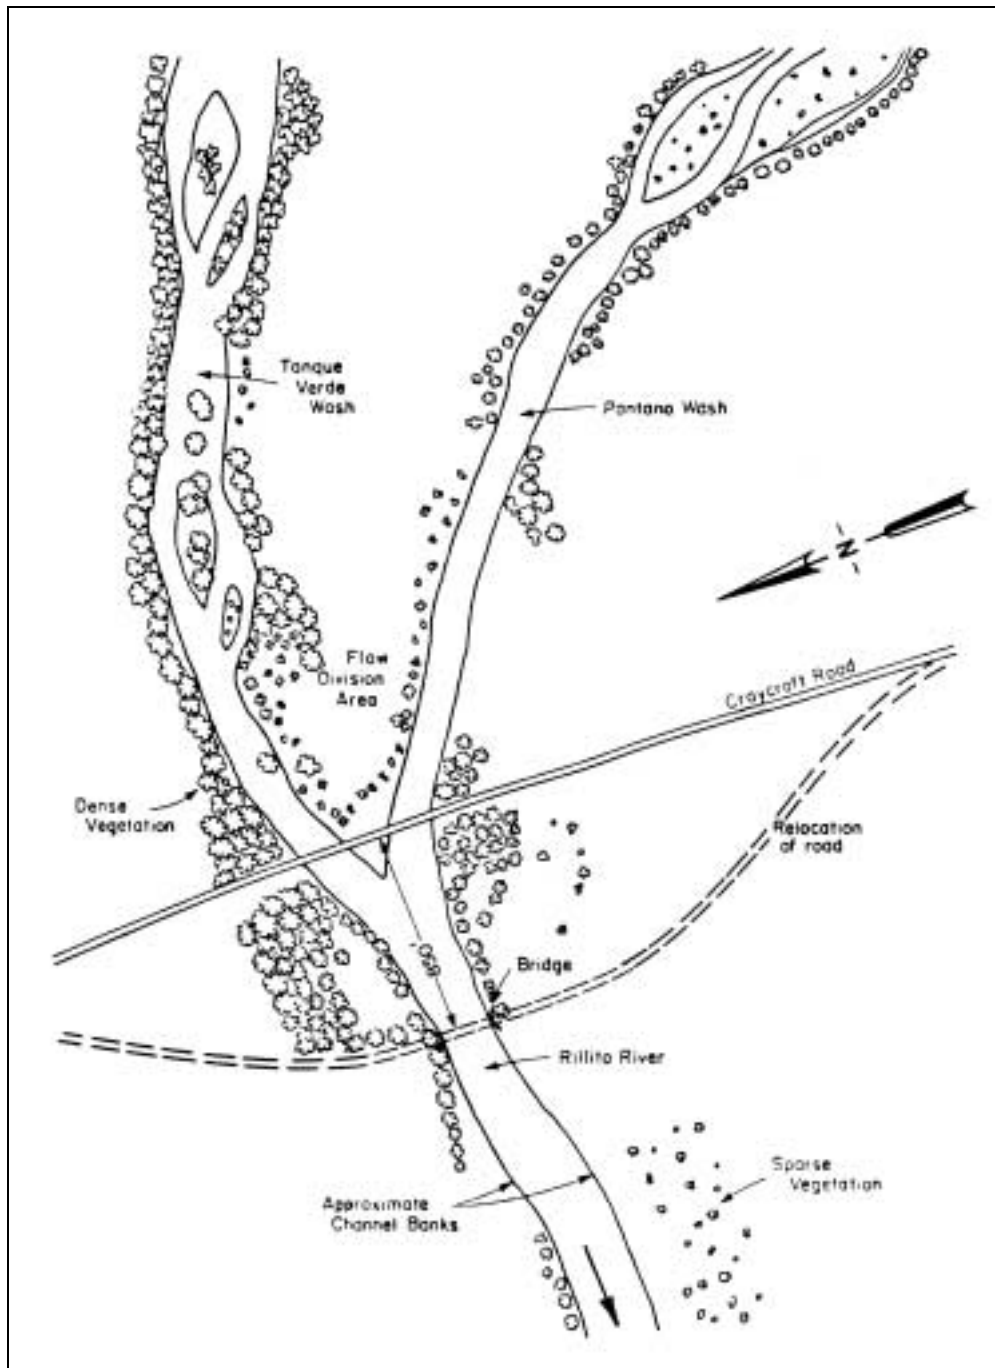 Tanque
Verde
Wash
Pantano Wash
N
Flow
Division
Area
Craycroft Road
Dense
Vegetation
Relocation
of road
Bridge
Rillito River
Sparse
Vegetation
Approximate
Channel Banks